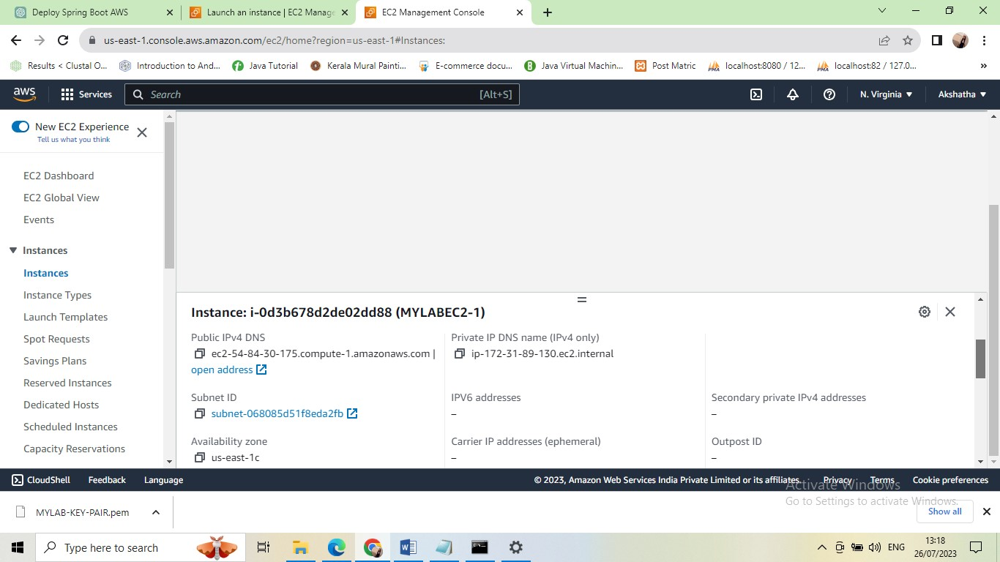 Deploy Spring Boot AWS
Launch an instance | EC2 Manage
EC2 Management Console
us-east-1.console.aws.amazon.com/ec2/home?region=us-east-1#Instances:
Results < Clustal O...
Introduction to And...
Java Tutorial
Kerala Mural Painti...
E-commerce docu...
Java Virtual Machin...
Post Matric
localhost:8080 / 12...
localhost:82 / 127.0...
aws
Services
Search
[Alt+S]
N. Virginia
Akshatha
New EC2 Experience
Tell us what you think
EC2 Dashboard
EC2 Global View
Events
Instances
Instances
Instance Types
Launch Templates
Spot Requests
Savings Plans
Reserved Instances
Dedicated Hosts
Scheduled Instances
Capacity Reservations
Instance: i-0d3b678d2de02dd88 (MYLABEC2-1)
Public IPv4 DNS
ec2-54-84-30-175.compute-1.amazonaws.com |
open address
Private IP DNS name (IPv4 only)
ip-172-31-89-130.ec2.internal
Subnet ID
subnet-068085d51f8eda2fb
IPV6 addresses
–
Secondary private IPv4 addresses
–
Availability zone
us-east-1c
Carrier IP addresses (ephemeral)
–
Outpost ID
–
CloudShell
Feedback
Language
© 2023, Amazon Web Services India Private Limited or its affiliates.
Privacy
Terms
Cookie preferences
Activate Windows
Go to Settings to activate Windows.
MYLAB-KEY-PAIR.pem
Show all
Type here to search
ENG
13:18
26/07/2023